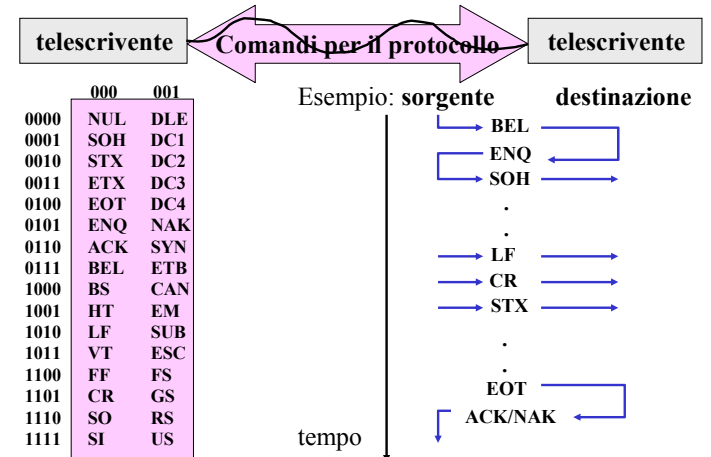 telescrivente Comandi per il protocollo telescrivente
000 001
0000 NUL DLE
0001 SOH DC1
0010 STX DC2
0011 ETX DC3
0100 EOT DC4
0101 ENQ NAK
0110 ACK SYN
0111 BEL ETB
1000 BS CAN
1001 HT EM
1010 LF SUB
1011 VT ESC
1100 FF FS
1101 CR GS
1110 SO RS
1111 SI US
Esempio: sorgente destinazione
BEL
ENQ
SOH
.
.
LF
CR
STX
.
.
EOT
ACK/NAK
tempo